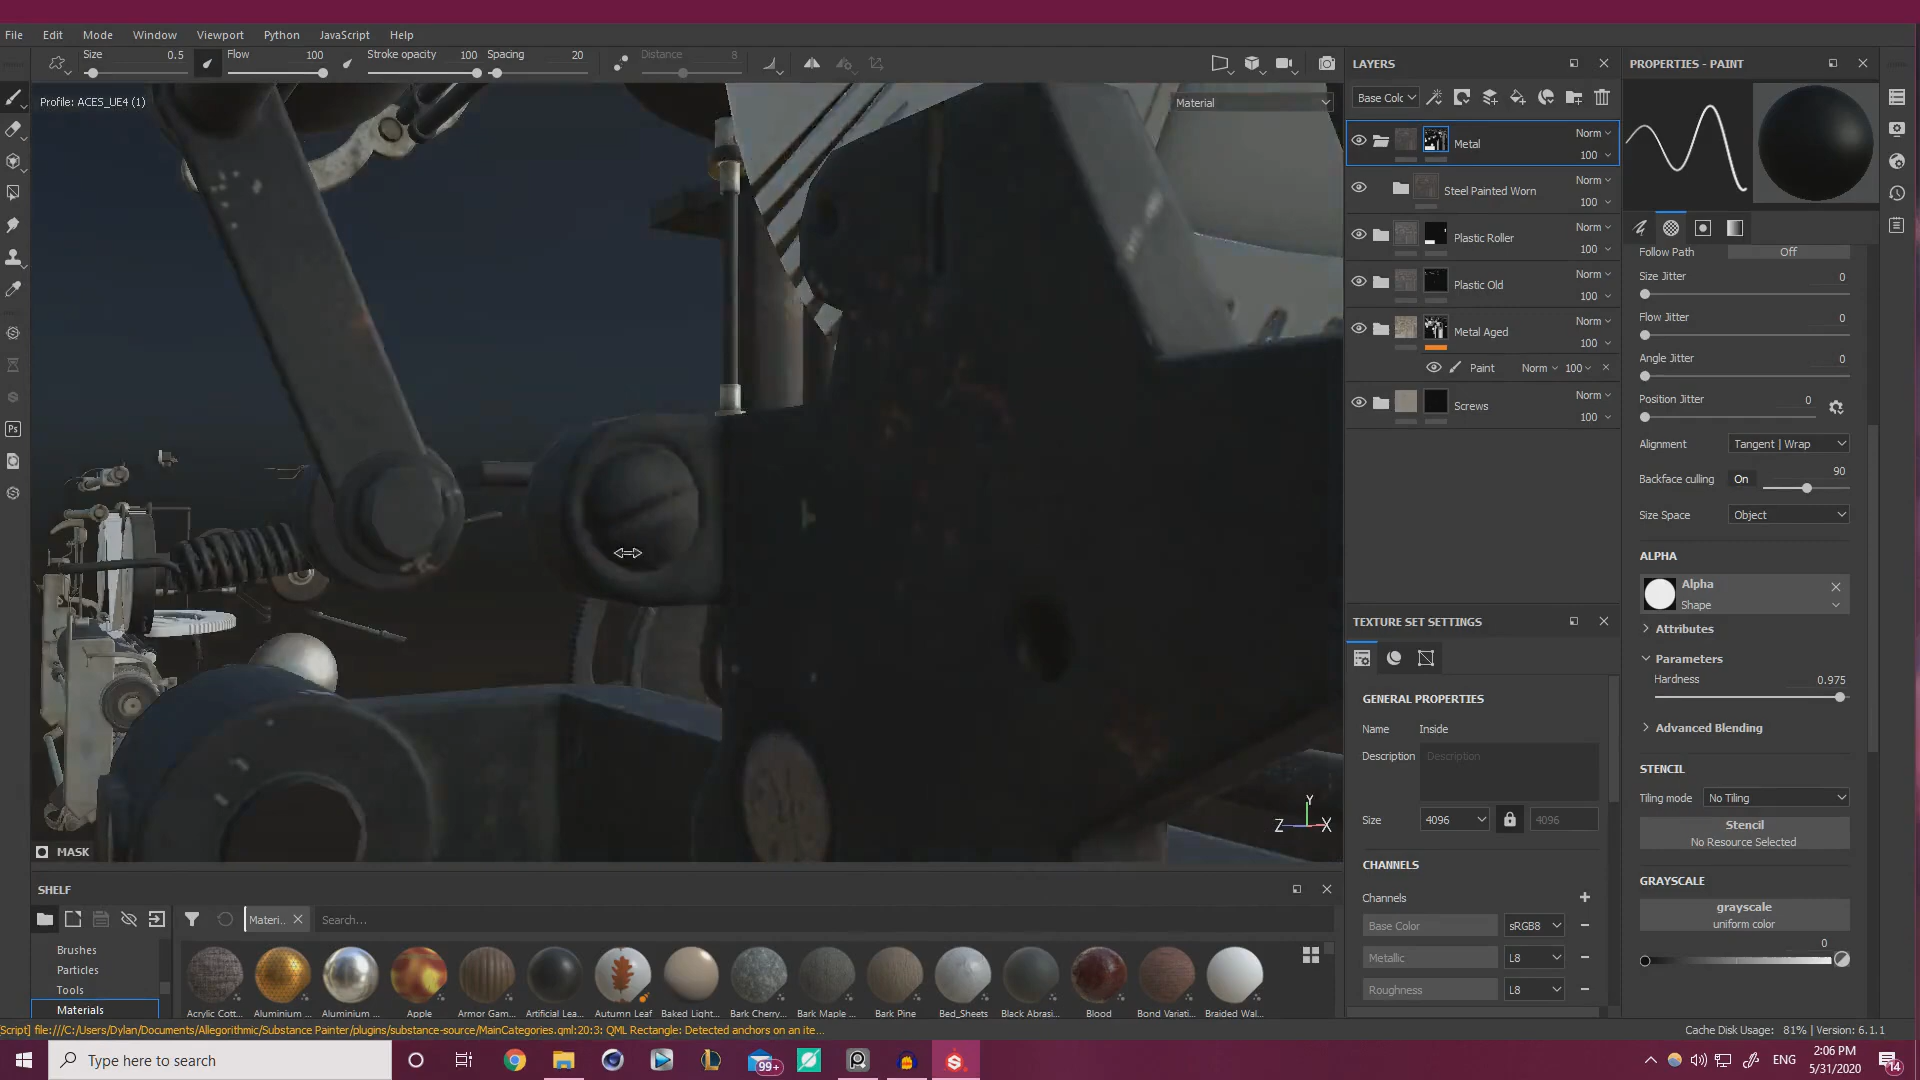 File Edit Mode Window Viewport Python JavaScript Help
Size 0.5 Flow 100 Stroke opacity 100 Spacing 20 Distance 8
Profile: ACES_UE4 (1)
Material
MASK
Y
Z X
LAYERS
Base Colc
Metal Norm 100
Steel Painted Worn Norm 100
Plastic Roller Norm 100
Plastic Old Norm 100
Metal Aged Norm 100
Paint Norm 100
Screws Norm 100
TEXTURE SET SETTINGS
GENERAL PROPERTIES
Name Inside
Description Description
Size 4096 4096
CHANNELS
Channels
Base Color sRGB8
Metallic L8
Roughness L8
PROPERTIES - PAINT
Follow Path Off
Size Jitter 0
Flow Jitter 0
Angle Jitter 0
Position Jitter 0
Alignment Tangent | Wrap
Backface culling On 90
Size Space Object
ALPHA
Alpha
Shape
Attributes
Parameters
Hardness 0.975
Advanced Blending
STENCIL
Tiling mode No Tiling
Stencil
No Resource Selected
GRAYSCALE
grayscale
uniform color
0
SHELF
Materi.. Search...
Brushes
Particles
Tools
Materials
Acrylic Cott... Aluminium ... Aluminium ... Apple Armor Gam... Artificial Lea... Autumn Leaf Baked Light... Bark Cherry... Bark Maple ... Bark Pine Bed_Sheets Black Abrasi... Blood Bond Variati... Braided Wal...
Script] file:///C:/Users/Dylan/Documents/Allegorithmic/Substance Painter/plugins/substance-source/MainCategories.qml:20:3: QML Rectangle: Detected anchors on an ite...
Cache Disk Usage: 81% | Version: 6.1.1
Type here to search
99+
ENG
2:06 PM
5/31/2020
14
Ps